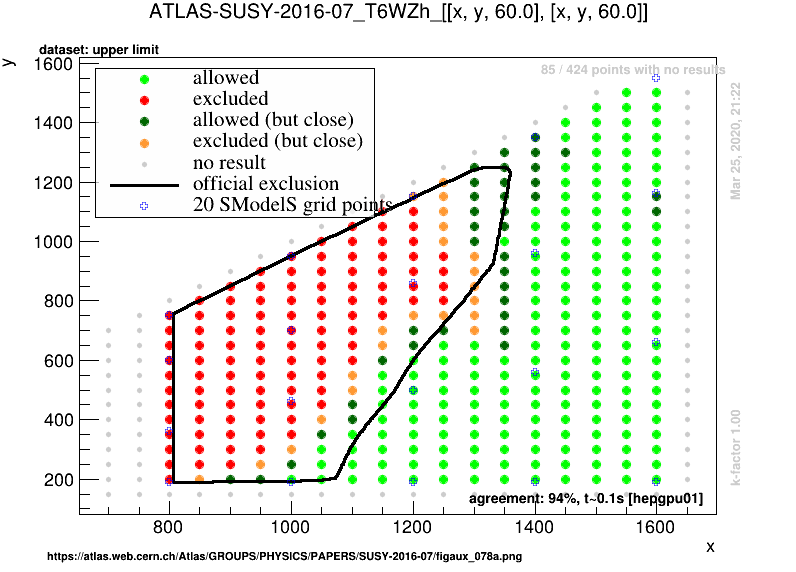 ATLAS-SUSY-2016-07_T6WZh_[[x, y, 60.0], [x, y, 60.0]]
y
dataset: upper limit
85 / 424 points with no results
1600
1400
1200
1000
800
600
400
200
allowed
excluded
allowed (but close)
excluded (but close)
no result
official exclusion
20 SModelS grid points
Mar 25, 2020, 21:22
k-factor 1.00
agreement: 94%, t~0.1s [hepgpu01]
800
1000
1200
1400
1600
x
https://atlas.web.cern.ch/Atlas/GROUPS/PHYSICS/PAPERS/SUSY-2016-07/figaux_078a.png